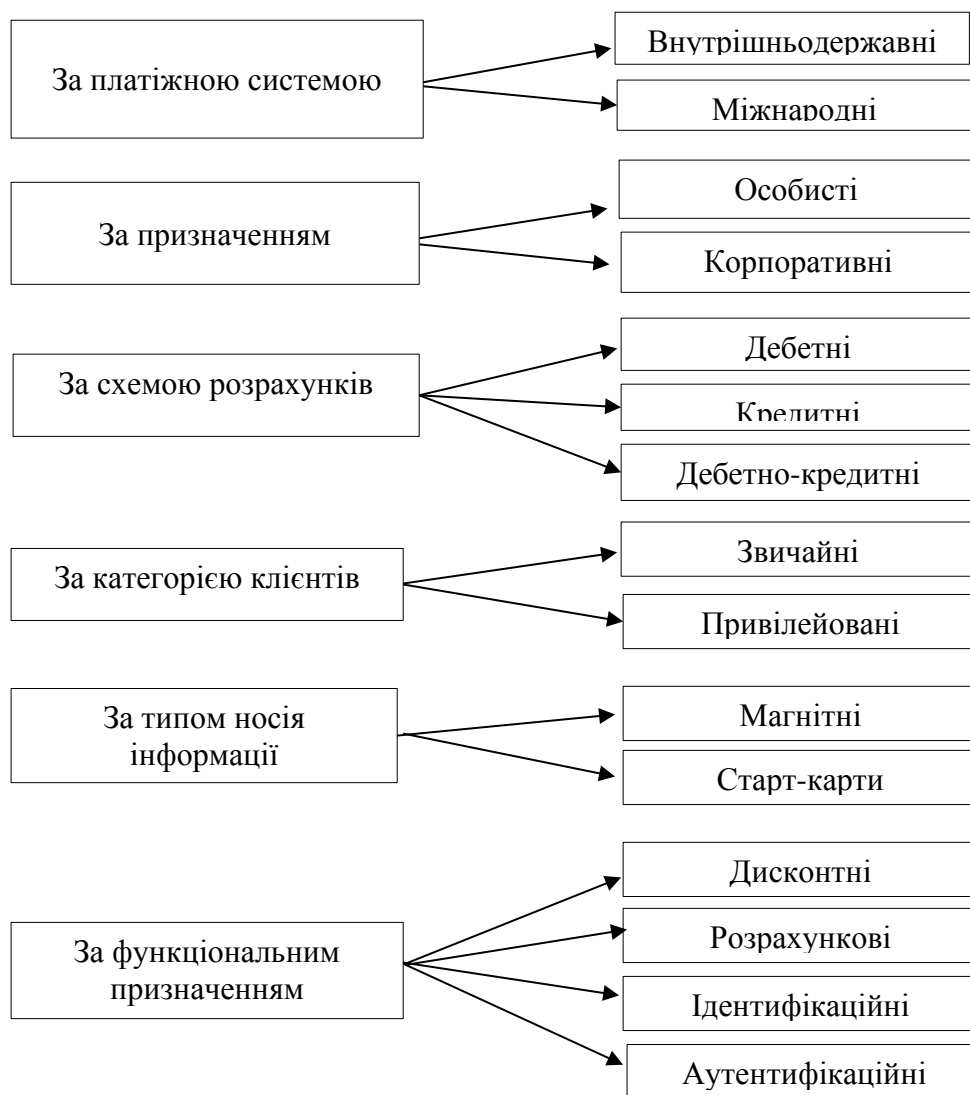 За платіжною системою
Внутрішньодержавні
Міжнародні
За призначенням
Особисті
Корпоративні
За схемою розрахунків
Дебетні
Кредитні
Дебетно-кредитні
За категорією клієнтів
Звичайні
Привілейовані
За типом носія
інформації
Магнітні
Старт-карти
За функціональним
призначенням
Дисконтні
Розрахункові
Ідентифікаційні
Аутентифікаційні